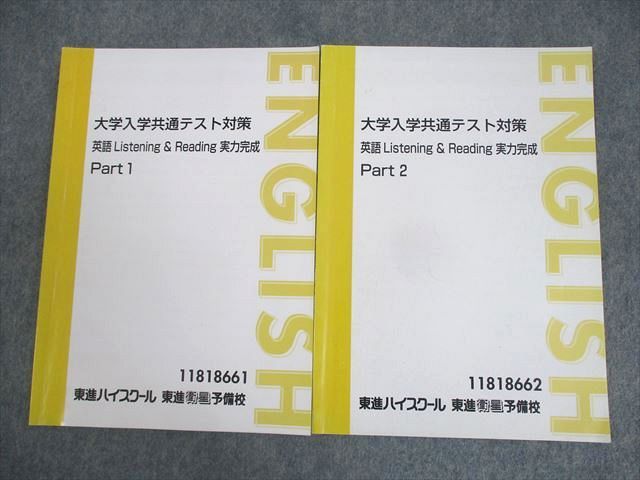 大学入学共通テスト対策
英語 Listening & Reading 実力完成
Part 1
ENGLISH
11818661
東進ハイスクール 東進衛星予備校
大学入学共通テスト対策
英語 Listening & Reading 実力完成
Part 2
ENGLISH
11818662
東進ハイスクール 東進衛星予備校